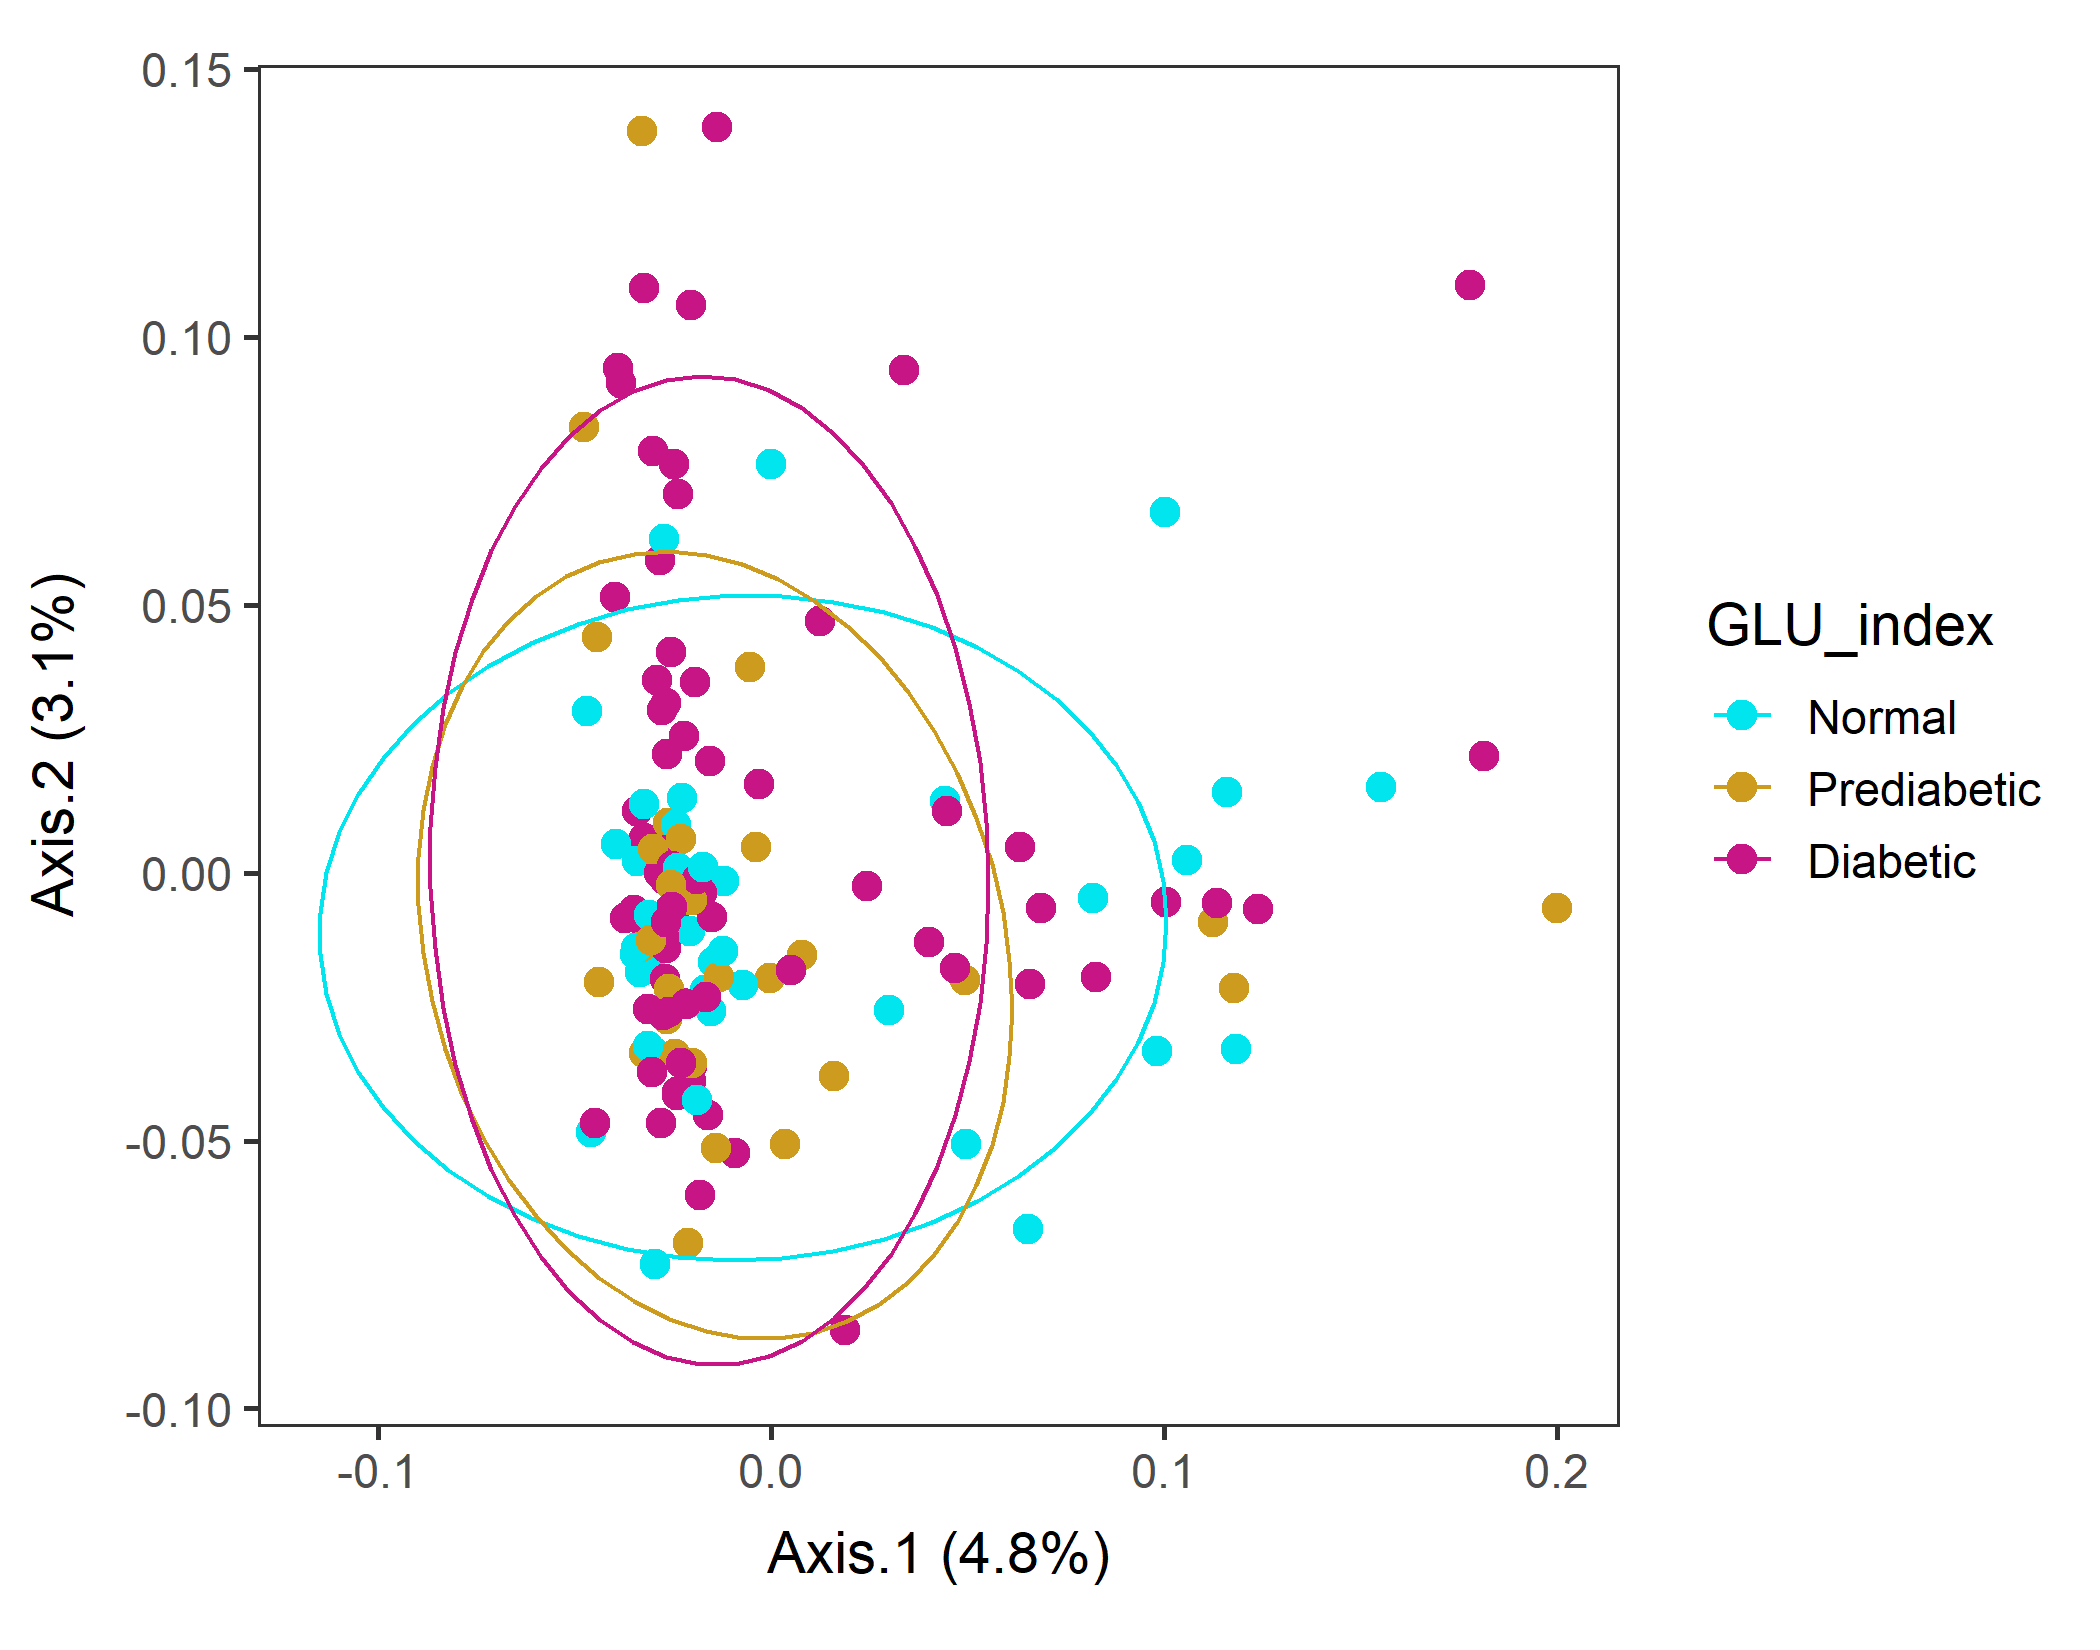 0.15
0.10
0.05
0.00
-0.05
-0.10
Axis.2 (3.1%)
-0.1
0.0
0.1
0.2
Axis.1 (4.8%)
GLU_index
Normal
Prediabetic
Diabetic